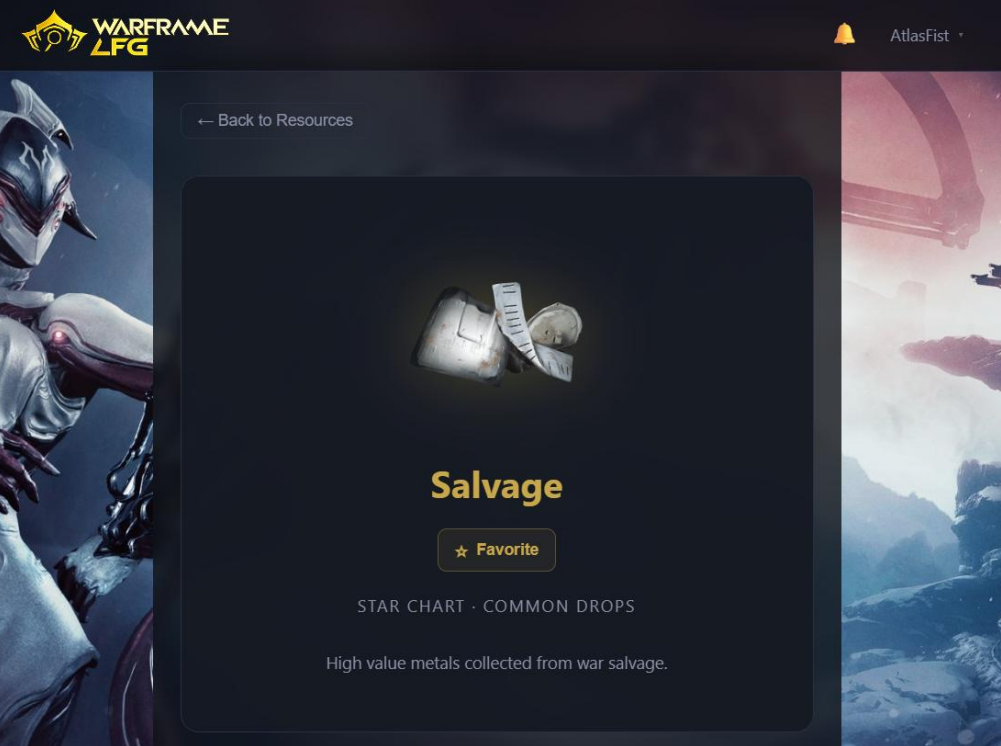 WARFRAME
LFG
AtlasFist ▾
← Back to Resources
Salvage
☆ Favorite
STAR CHART · COMMON DROPS
High value metals collected from war salvage.